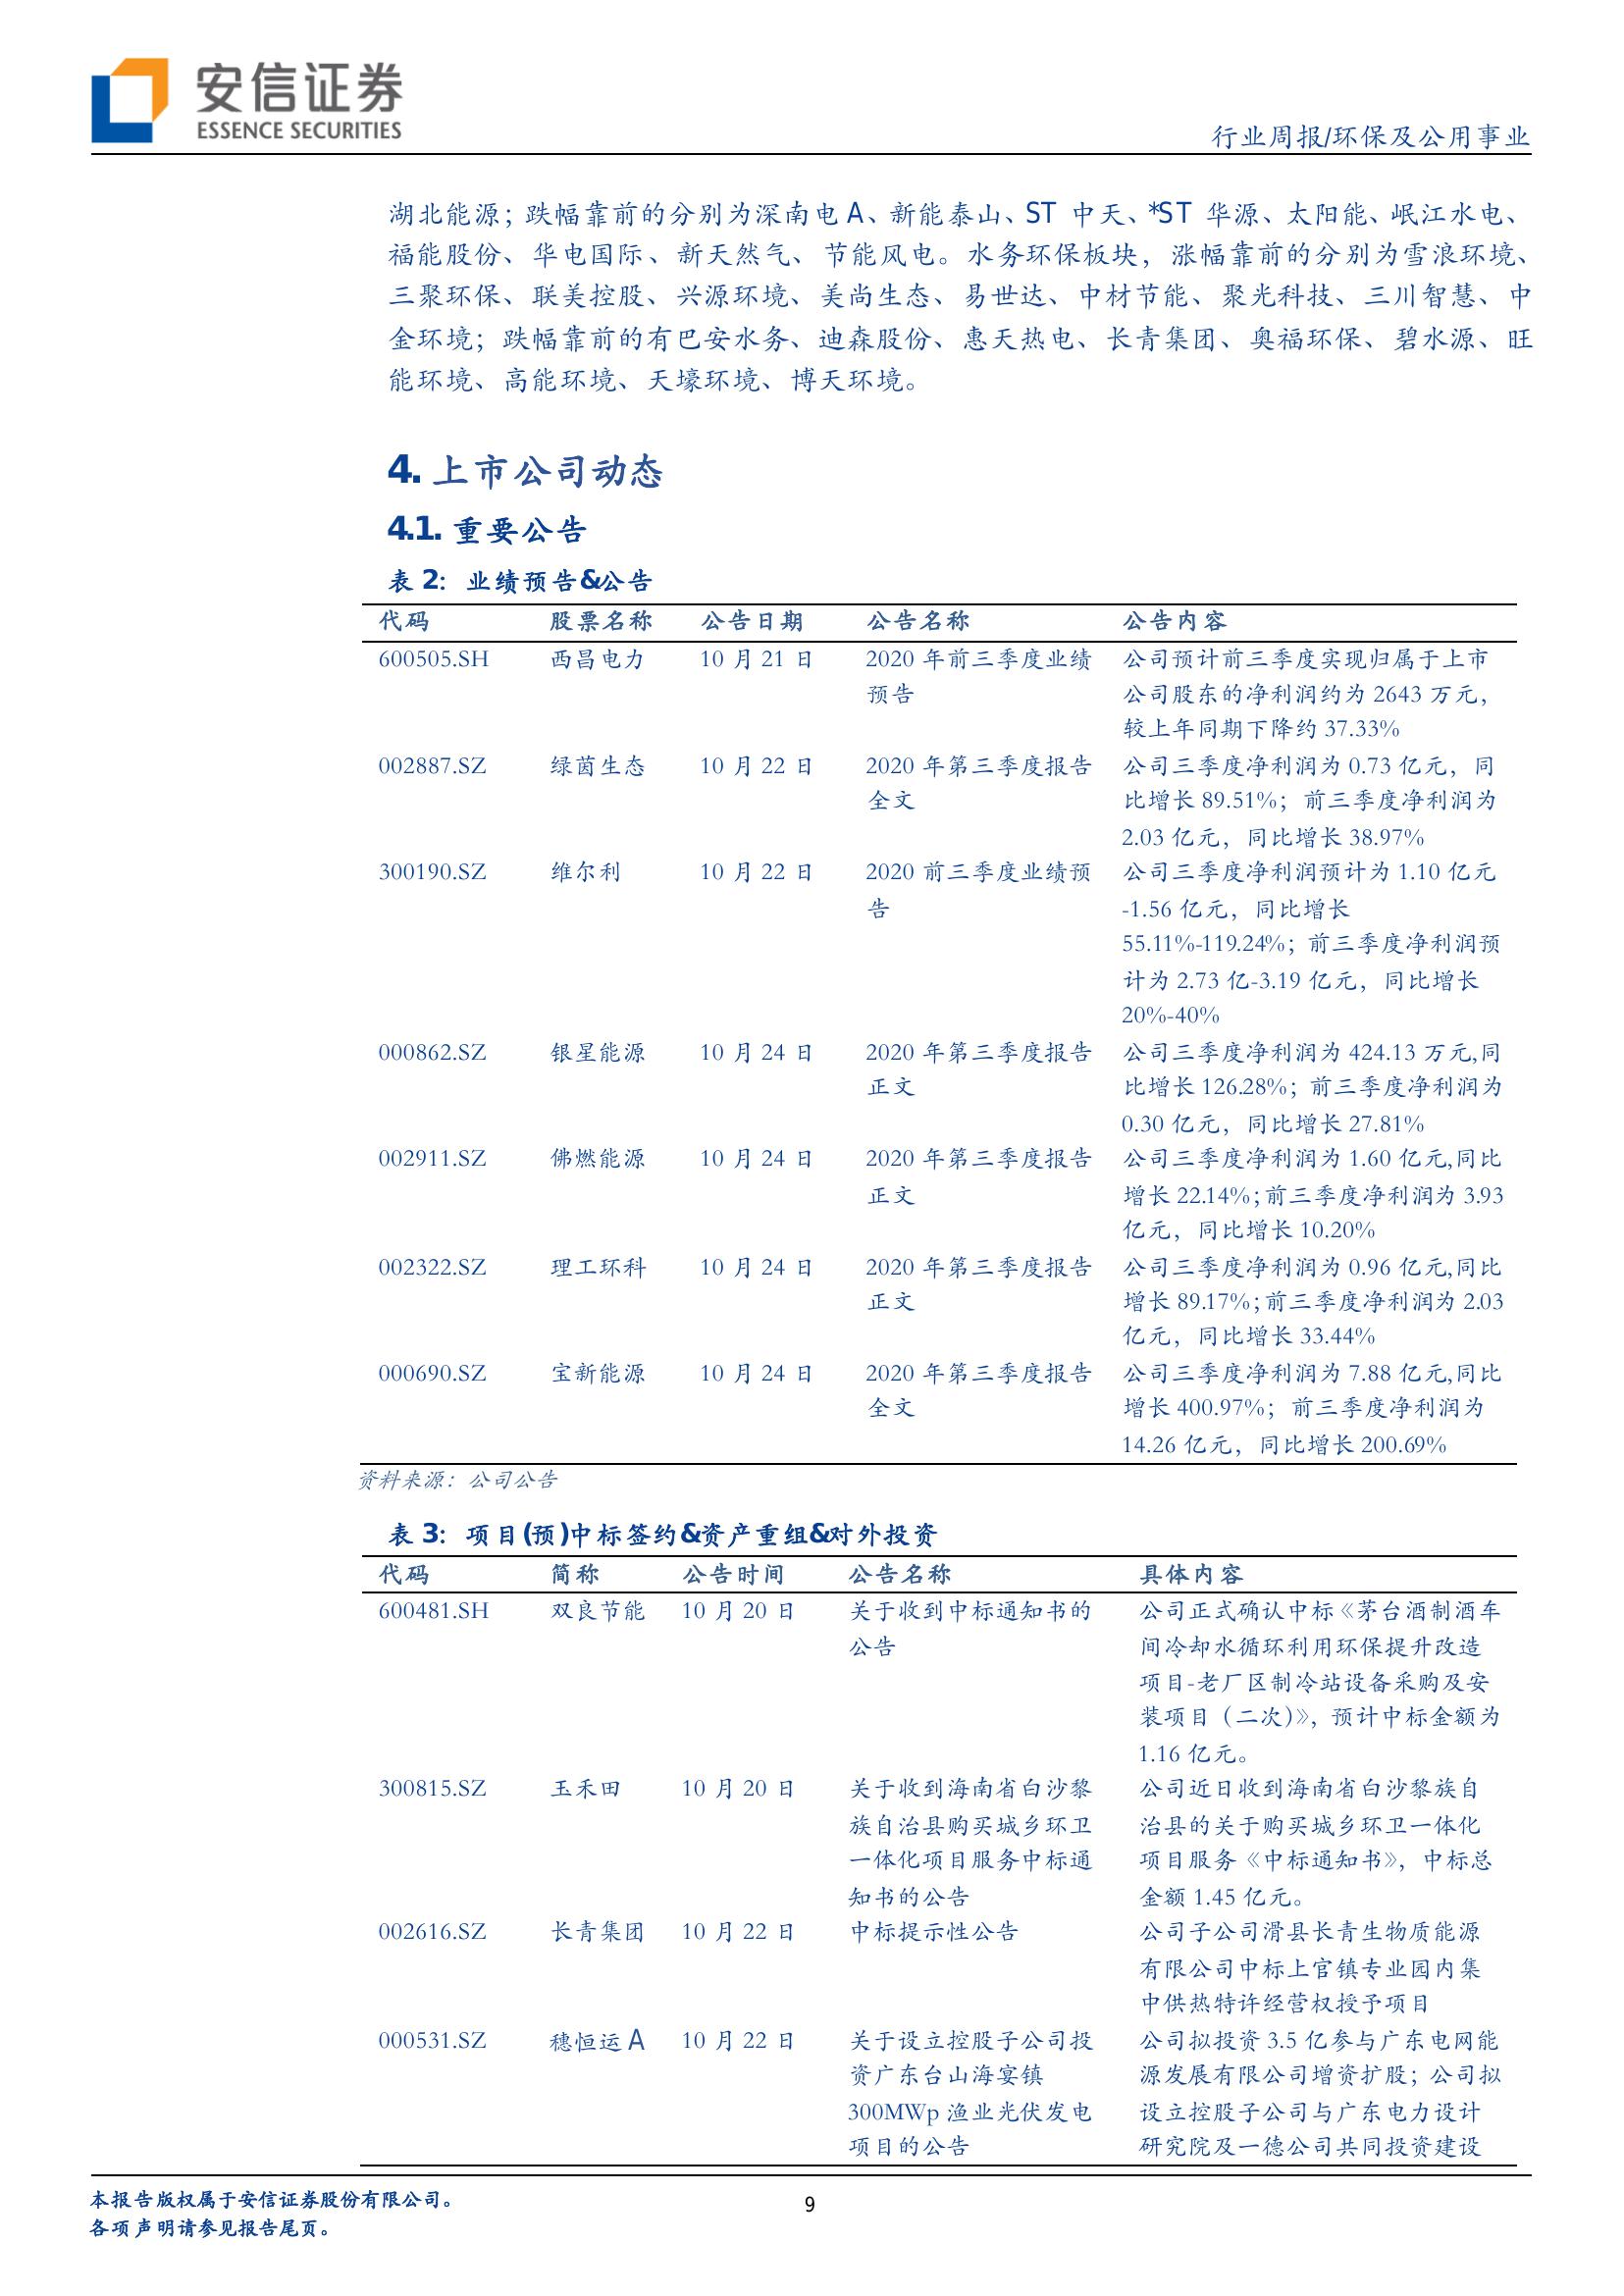 安信证券
ESSENCE SECURITIES
行业周报/环保及公用事业
湖北能源；跌幅靠前的分别为深南电 A、新能泰山、ST 中天、*ST 华源、太阳能、岷江水电、
福能股份、华电国际、新天然气、节能风电。水务环保板块，涨幅靠前的分别为雪浪环境、
三聚环保、联美控股、兴源环境、美尚生态、易世达、中材节能、聚光科技、三川智慧、中
金环境；跌幅靠前的有巴安水务、迪森股份、惠天热电、长青集团、奥福环保、碧水源、旺
能环境、高能环境、天壕环境、博天环境。
4. 上市公司动态
4.1. 重要公告
表 2：业绩预告&公告
代码 股票名称 公告日期 公告名称 公告内容
600505.SH 西昌电力 10 月 21 日 2020 年前三季度业绩 公司预计前三季度实现归属于上市
预告 公司股东的净利润约为 2643 万元，
较上年同期下降约 37.33%
002887.SZ 绿茵生态 10 月 22 日 2020 年第三季度报告 公司三季度净利润为 0.73 亿元，同
全文 比增长 89.51%；前三季度净利润为
2.03 亿元，同比增长 38.97%
300190.SZ 维尔利 10 月 22 日 2020 前三季度业绩预 公司三季度净利润预计为 1.10 亿元
告 -1.56 亿元，同比增长
55.11%-119.24%；前三季度净利润预
计为 2.73 亿-3.19 亿元，同比增长
20%-40%
000862.SZ 银星能源 10 月 24 日 2020 年第三季度报告 公司三季度净利润为 424.13 万元,同
正文 比增长 126.28%；前三季度净利润为
0.30 亿元，同比增长 27.81%
002911.SZ 佛燃能源 10 月 24 日 2020 年第三季度报告 公司三季度净利润为 1.60 亿元,同比
正文 增长 22.14%；前三季度净利润为 3.93
亿元，同比增长 10.20%
002322.SZ 理工环科 10 月 24 日 2020 年第三季度报告 公司三季度净利润为 0.96 亿元,同比
正文 增长 89.17%；前三季度净利润为 2.03
亿元，同比增长 33.44%
000690.SZ 宝新能源 10 月 24 日 2020 年第三季度报告 公司三季度净利润为 7.88 亿元,同比
全文 增长 400.97%；前三季度净利润为
14.26 亿元，同比增长 200.69%
资料来源：公司公告
表 3：项目(预)中标签约&资产重组&对外投资
代码 简称 公告时间 公告名称 具体内容
600481.SH 双良节能 10 月 20 日 关于收到中标通知书的 公司正式确认中标《茅台酒制酒车
公告 间冷却水循环利用环保提升改造
项目-老厂区制冷站设备采购及安
装项目（二次）》，预计中标金额为
1.16 亿元。
300815.SZ 玉禾田 10 月 20 日 关于收到海南省白沙黎 公司近日收到海南省白沙黎族自
族自治县购买城乡环卫 治县的关于购买城乡环卫一体化
一体化项目服务中标通 项目服务《中标通知书》，中标总
知书的公告 金额 1.45 亿元。
002616.SZ 长青集团 10 月 22 日 中标提示性公告 公司子公司滑县长青生物质能源
有限公司中标上官镇专业园内集
中供热特许经营权授予项目
000531.SZ 穗恒运 A 10 月 22 日 关于设立控股子公司投 公司拟投资 3.5 亿参与广东电网能
资广东台山海宴镇 源发展有限公司增资扩股；公司拟
300MWp 渔业光伏发电 设立控股子公司与广东电力设计
项目的公告 研究院及一德公司共同投资建设
本报告版权属于安信证券股份有限公司。
各项声明请参见报告尾页。
9